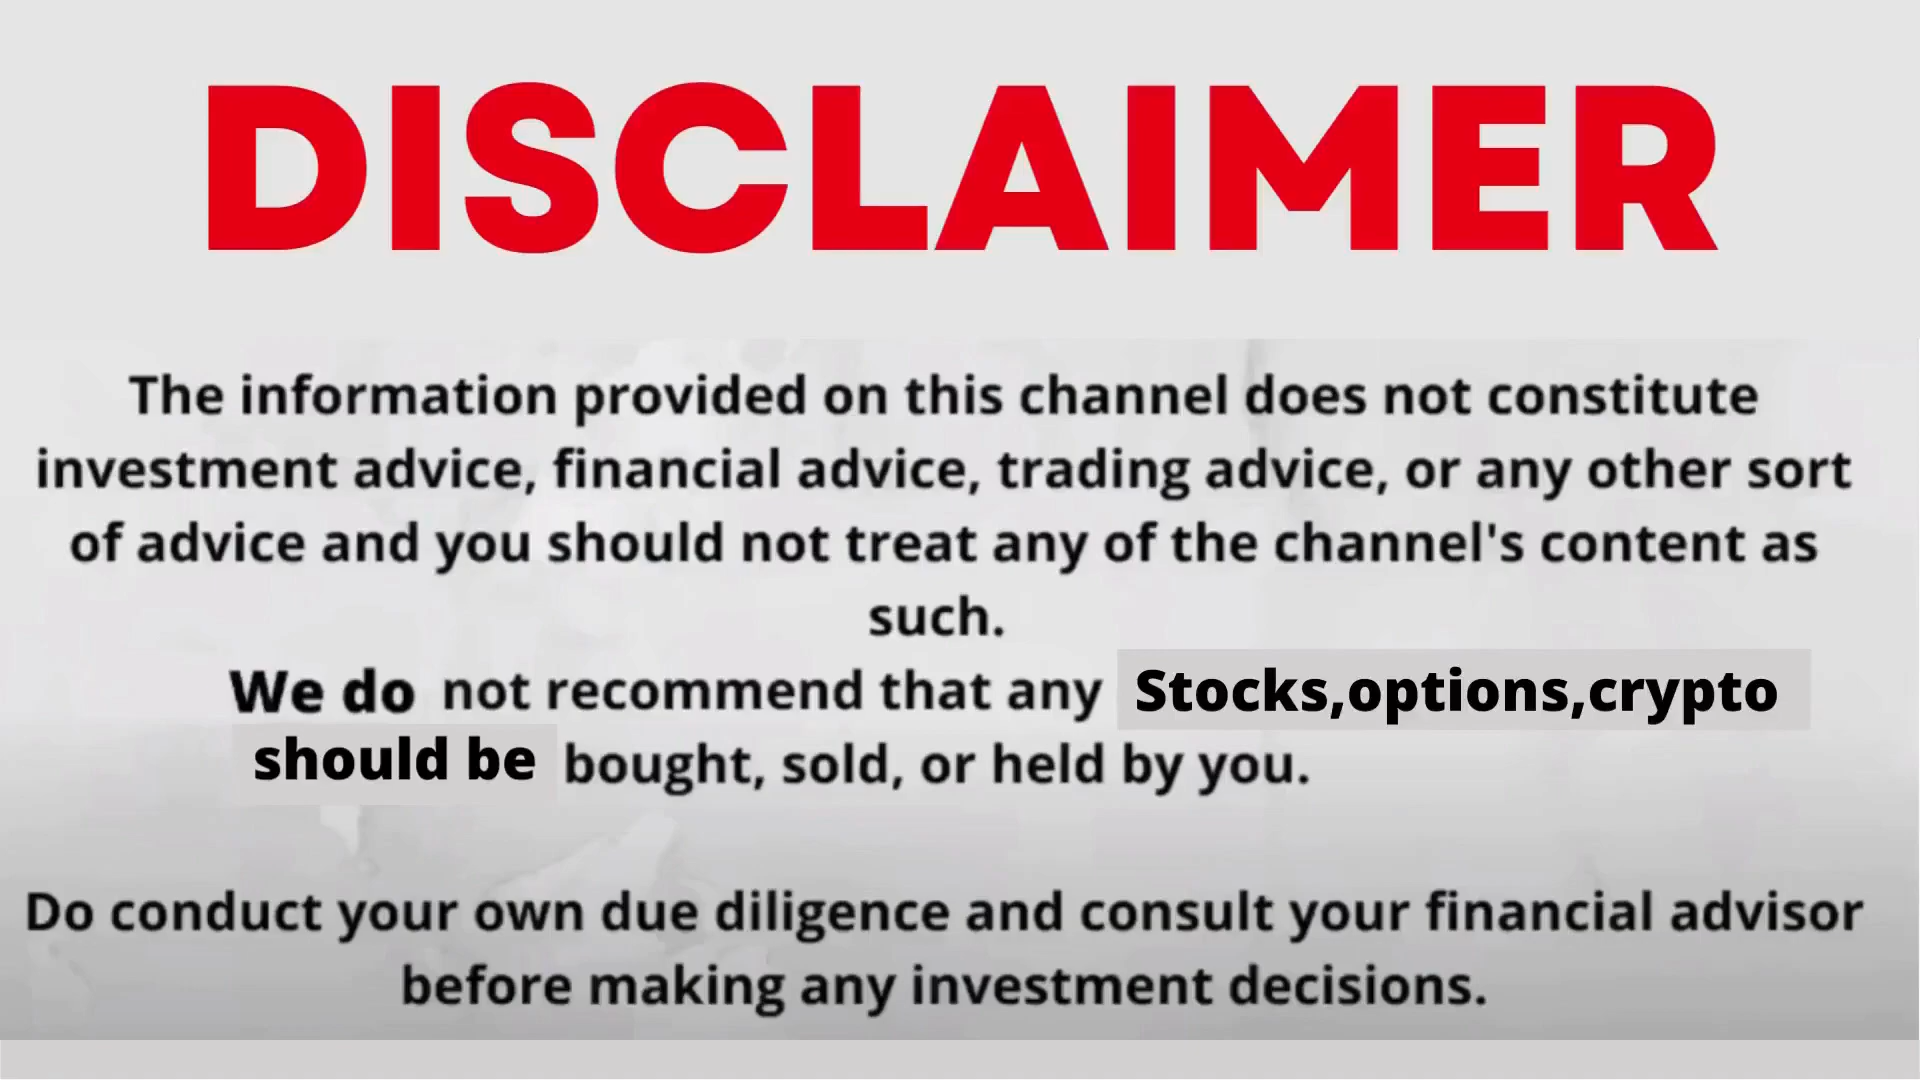 DISCLAIMER
The information provided on this channel does not constitute
investment advice, financial advice, trading advice, or any other sort
of advice and you should not treat any of the channel's content as
such.
We do not recommend that any Stocks,options,crypto
should be bought, sold, or held by you.
Do conduct your own due diligence and consult your financial advisor
before making any investment decisions.